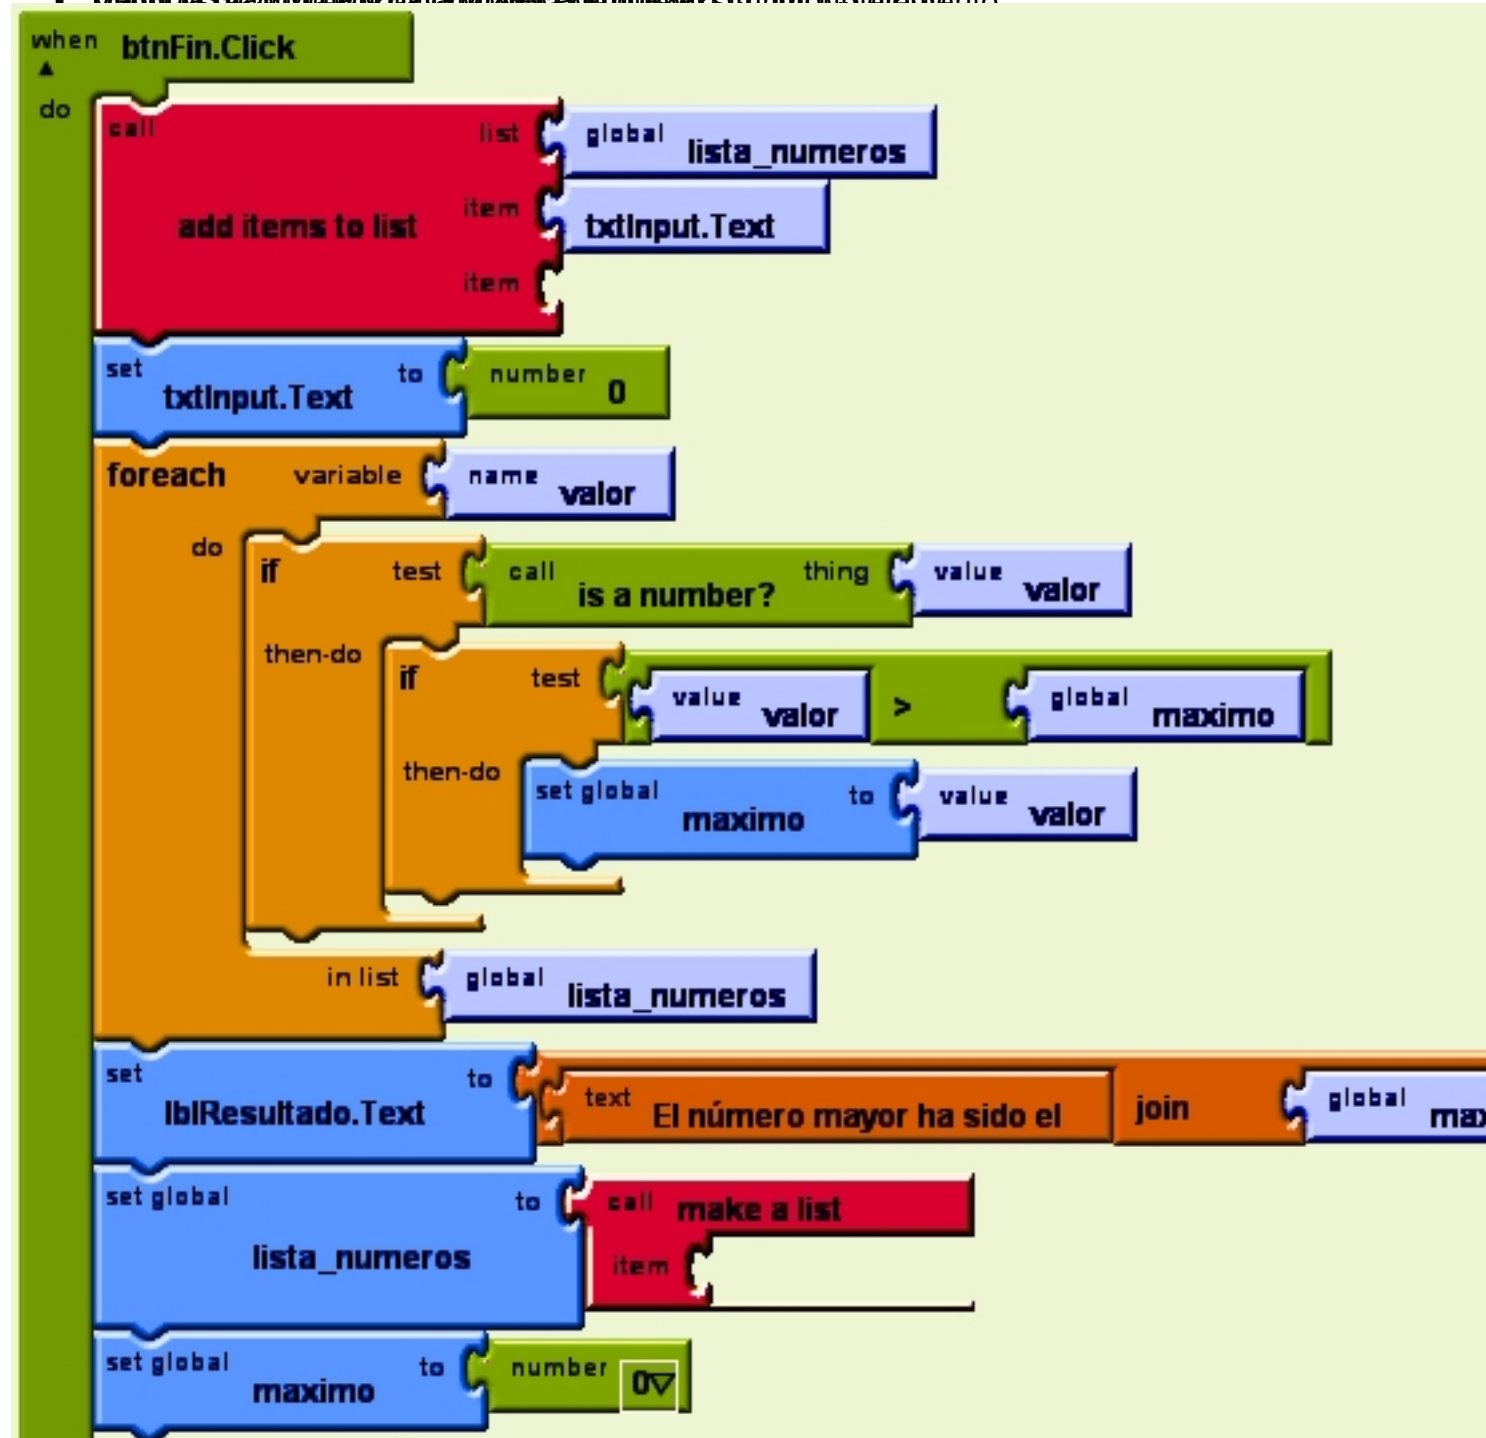 when btnFin.Click
do
call list global lista_numeros
add items to list item txtInput.Text
item
set txtInput.Text to number 0
foreach variable name valor
do if test call is a number? thing value valor
then-do if test value valor > global maximo
then-do set global maximo to value valor
in list global lista_numeros
set lblResultado.Text to text El número mayor ha sido el join global
set global lista_numeros to call make a list
item
set global maximo to number 0